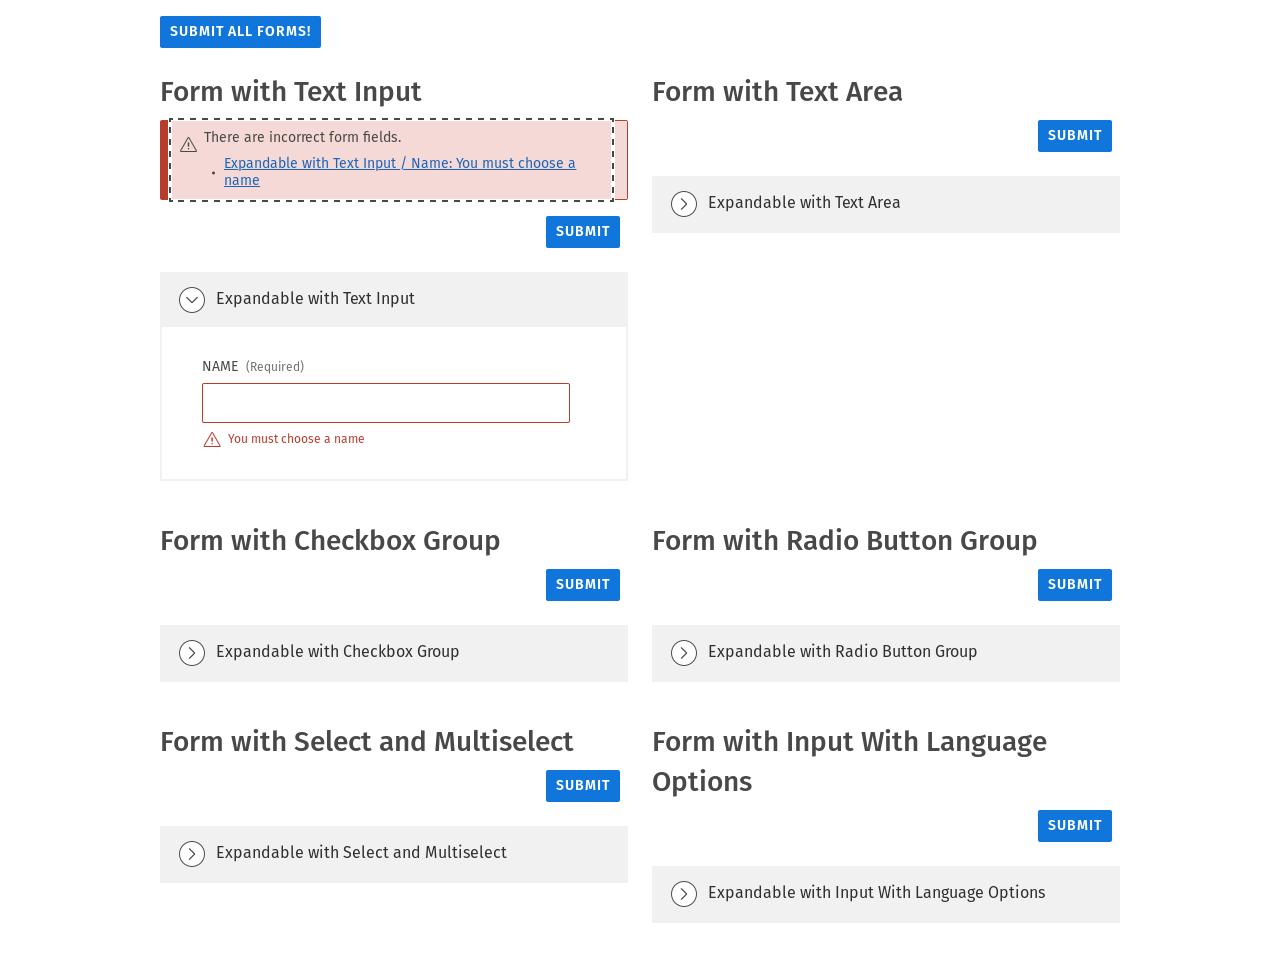 SUBMIT ALL FORMS!
Form with Text Input
There are incorrect form fields.
Expandable with Text Input / Name: You must choose a
name
SUBMIT
Expandable with Text Input
NAME (Required)
You must choose a name
Form with Text Area
SUBMIT
Expandable with Text Area
Form with Checkbox Group
SUBMIT
Expandable with Checkbox Group
Form with Radio Button Group
SUBMIT
Expandable with Radio Button Group
Form with Select and Multiselect
SUBMIT
Expandable with Select and Multiselect
Form with Input With Language
Options
SUBMIT
Expandable with Input With Language Options